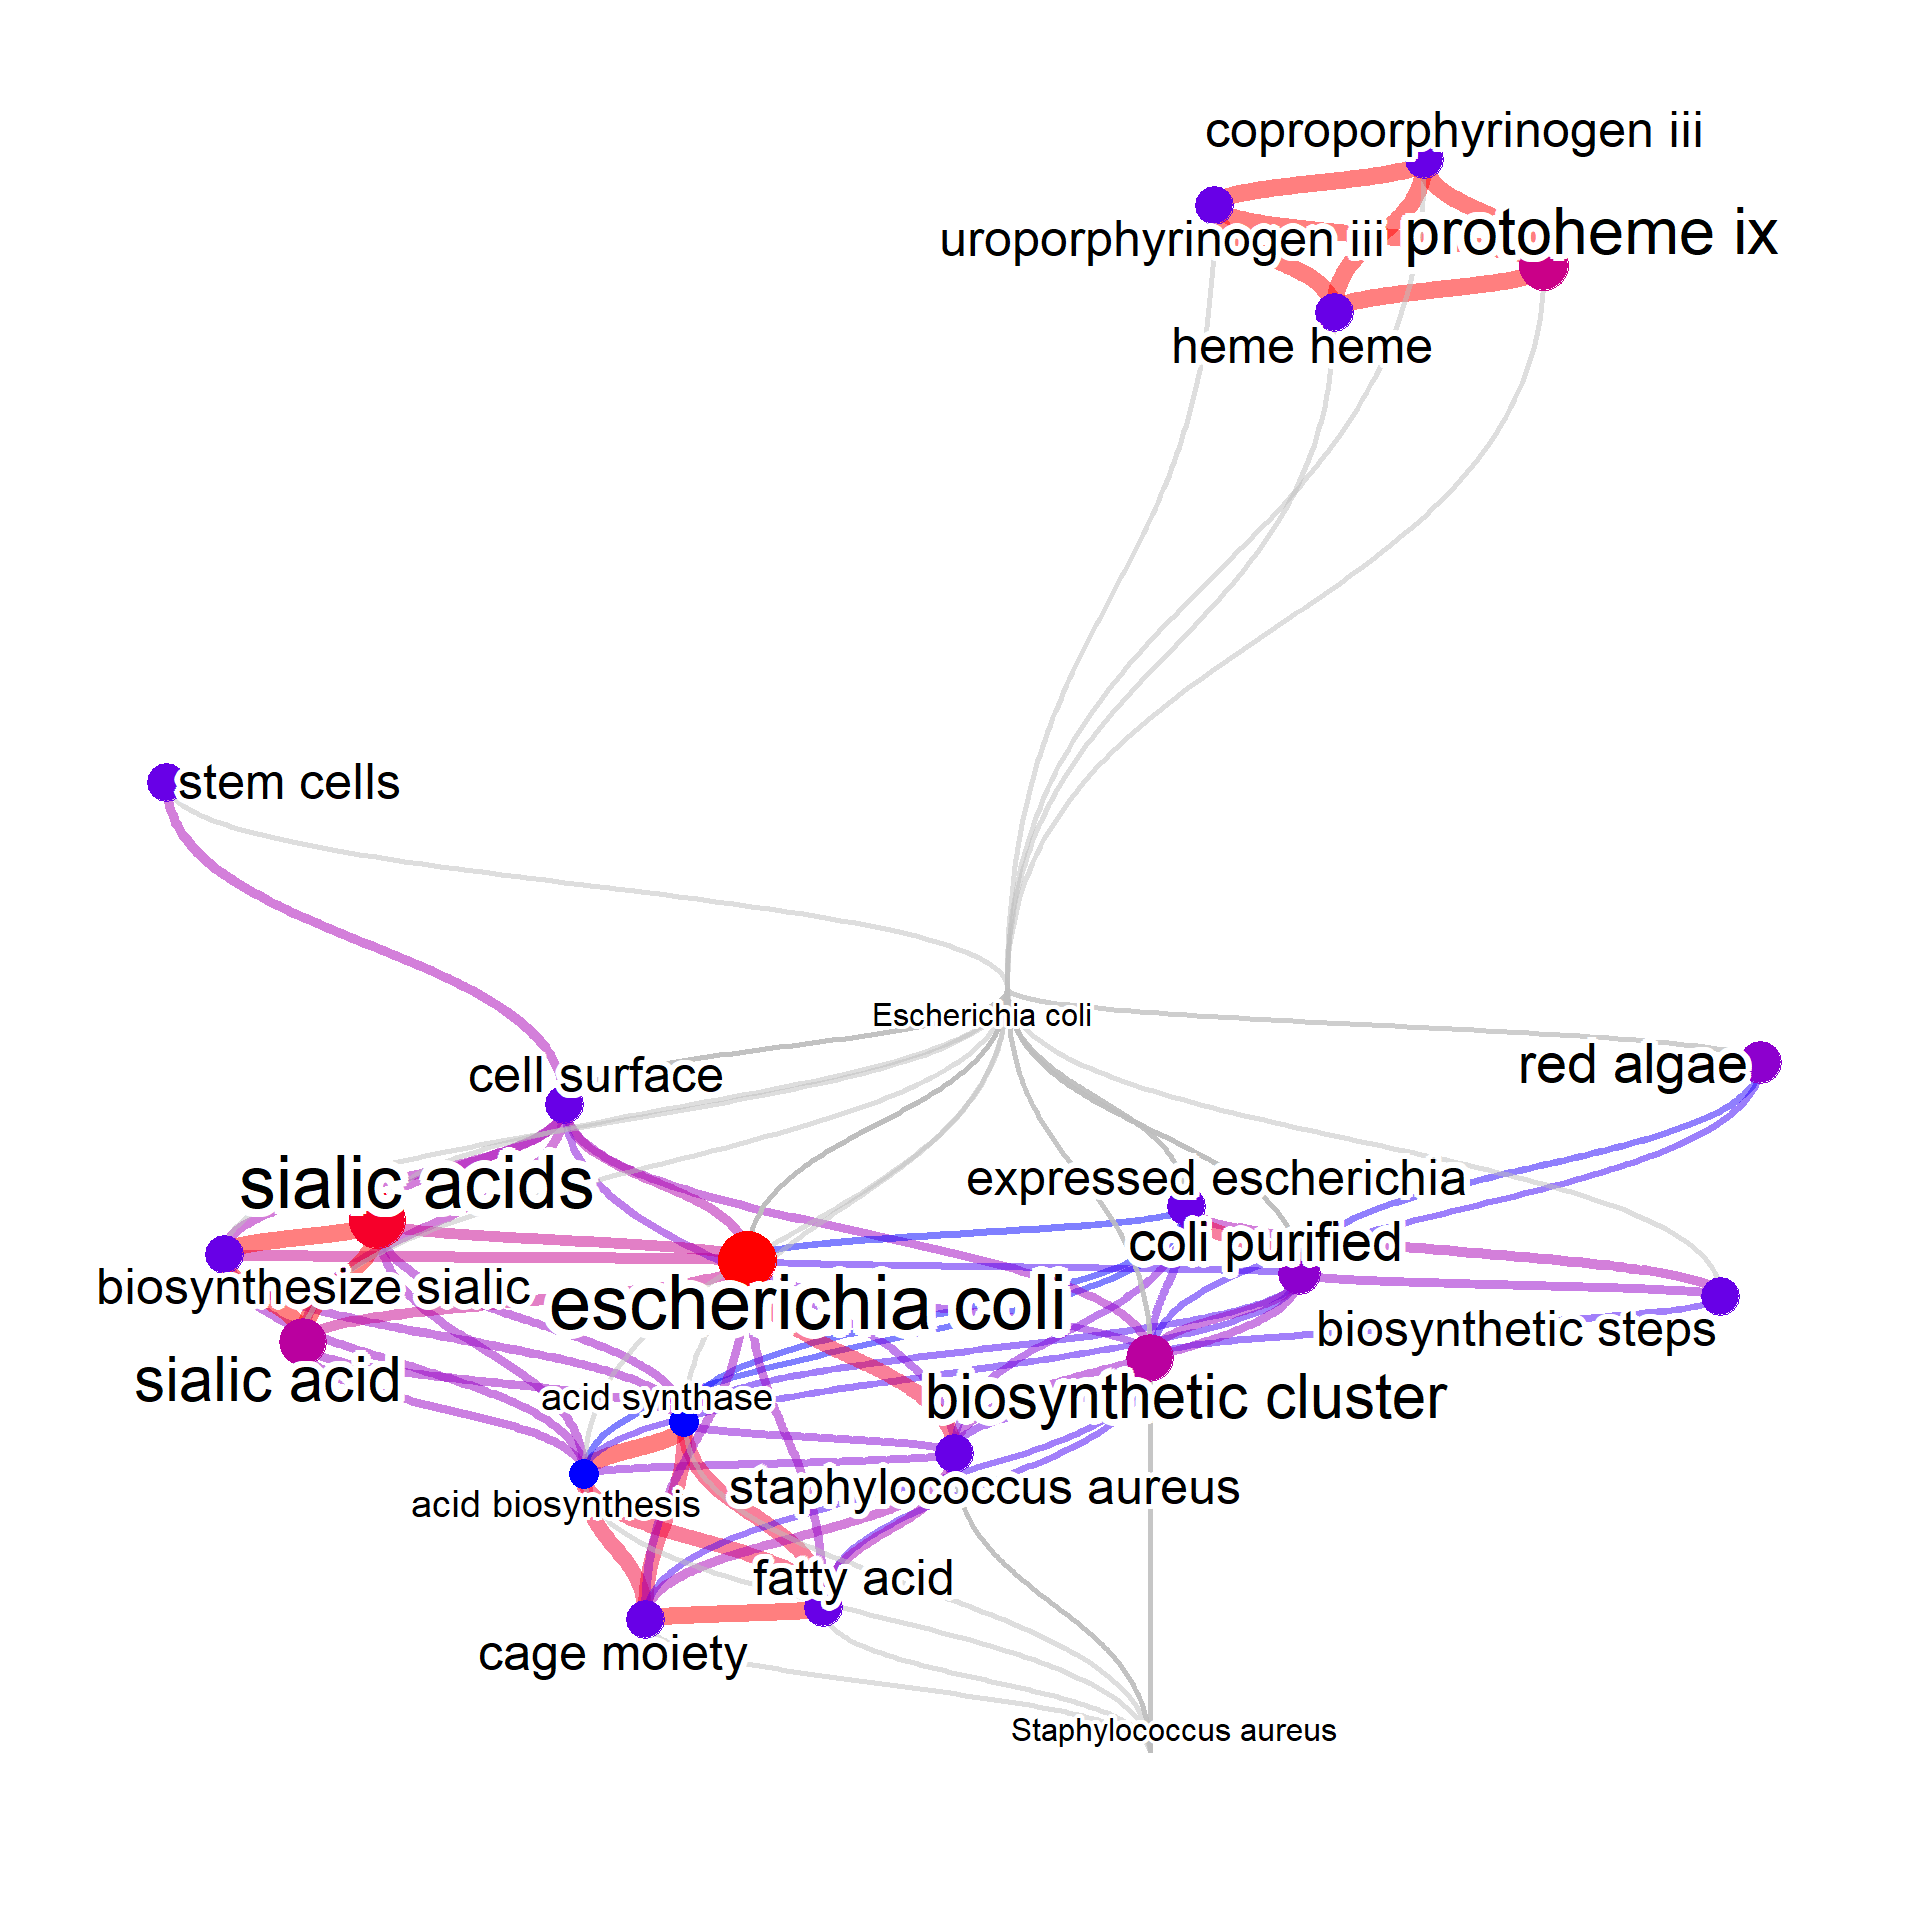 coproporphyrinogen iii
protoheme ix
uroporphyrinogen iii
heme heme
stem cells
Escherichia coli
red algae
cell surface
expressed escherichia
sialic acids
coli purified
biosynthesize sialic
escherichia coli
biosynthetic steps
sialic acid
acid synthase
biosynthetic cluster
staphylococcus aureus
acid biosynthesis
fatty acid
cage moiety
Staphylococcus aureus